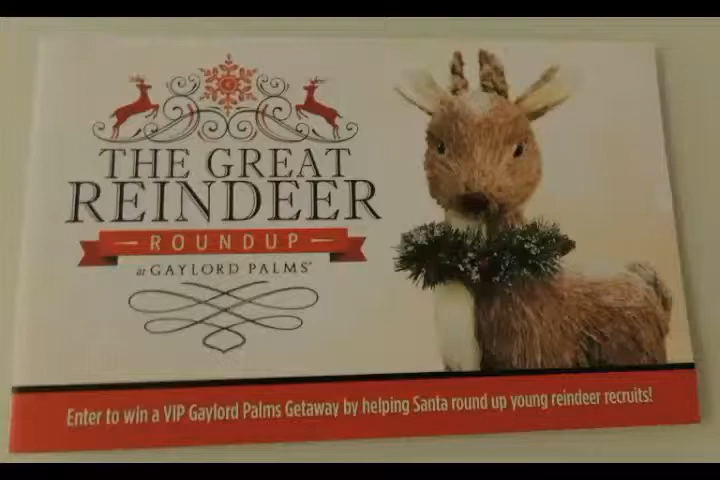 THE GREAT
REINDEER
ROUNDUP
at GAYLORD PALMS®
Enter to win a VIP Gaylord Palms Getaway by helping Santa round up young reindeer recruits!